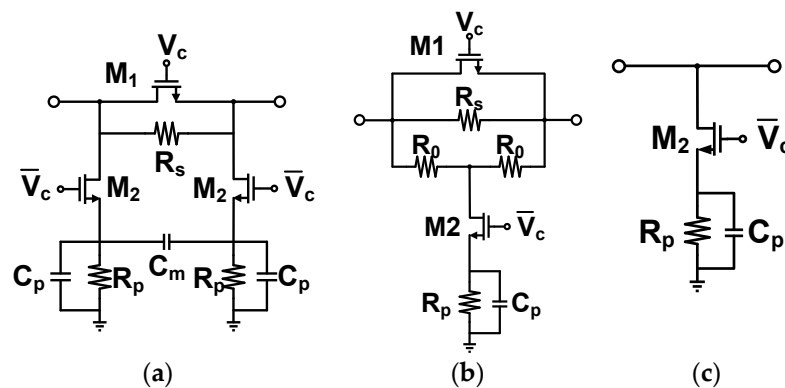 V_c
M_1
R_s
V̅_c
M_2
M_2
V̅_c
C_m
C_p
R_p
R_p
C_p
(a)
V_c
M1
R_s
R_0
R_0
M2
V̅_c
R_p
C_p
(b)
M_2
V̅_c
R_p
C_p
(c)